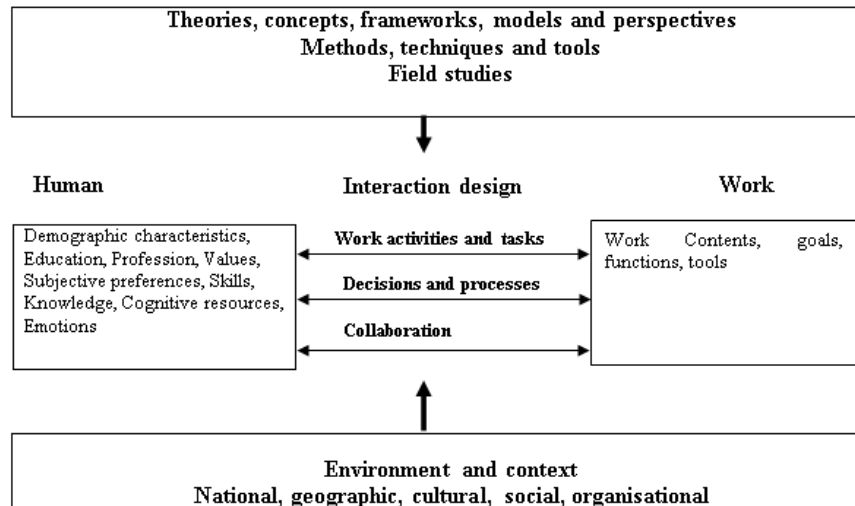 Theories, concepts, frameworks, models and perspectives
Methods, techniques and tools
Field studies
Human
Interaction design
Work
Demographic characteristics,
Education, Profession, Values,
Subjective preferences, Skills,
Knowledge, Cognitive resources,
Emotions
Work activities and tasks
Decisions and processes
Collaboration
Work Contents, goals,
functions, tools
Environment and context
National, geographic, cultural, social, organisational